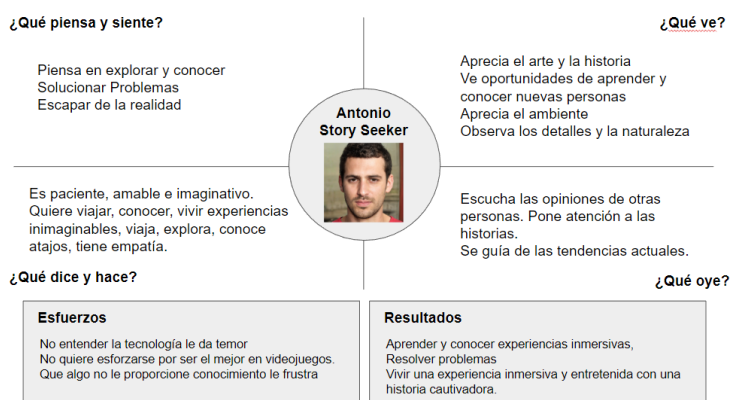 ¿Qué piensa y siente?
Piensa en explorar y conocer
Solucionar Problemas
Escapar de la realidad
¿Qué ve?
Aprecia el arte y la historia
Ve oportunidades de aprender y
conocer nuevas personas
Aprecia el ambiente
Observa los detalles y la naturaleza
Antonio
Story Seeker
Es paciente, amable e imaginativo.
Quiere viajar, conocer, vivir experiencias
inimaginables, viaja, explora, conoce
atajos, tiene empatía.
¿Qué dice y hace?
Escucha las opiniones de otras
personas. Pone atención a las
historias.
Se guía de las tendencias actuales.
¿Qué oye?
Esfuerzos
No entender la tecnología le da temor
No quiere esforzarse por ser el mejor en videojuegos.
Que algo no le proporcione conocimiento le frustra
Resultados
Aprender y conocer experiencias inmersivas,
Resolver problemas
Vivir una experiencia inmersiva y entretenida con una
historia cautivadora.